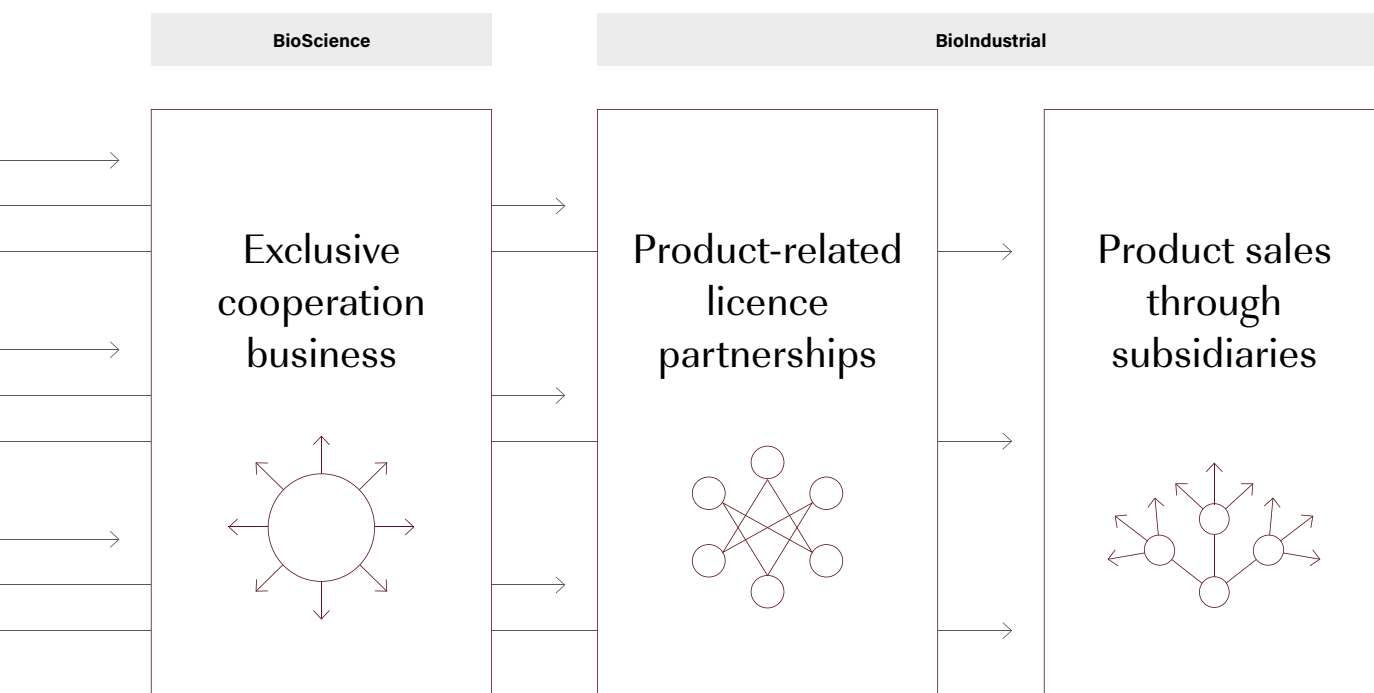 BioScience
BioIndustrial
Exclusive
cooperation
business
Product-related
licence
partnerships
Product sales
through
subsidiaries